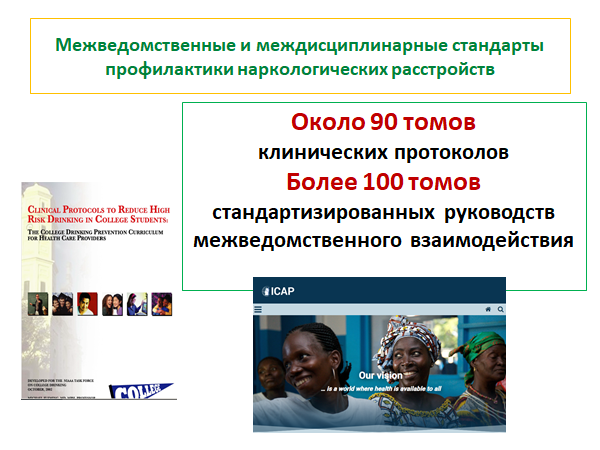 Межведомственные и междисциплинарные стандарты
профилактики наркологических расстройств
Около 90 томов
клинических протоколов
Более 100 томов
стандартизированных руководств
межведомственного взаимодействия
CLINICAL PROTOCOLS TO REDUCE HIGH
RISK DRINKING IN COLLEGE STUDENTS:
THE COLLEGE DRINKING PREVENTION CURRICULUM
FOR HEALTH CARE PROVIDERS
DEVELOPED FOR THE NIAAA TASK FORCE
ON COLLEGE DRINKING
OCTOBER, 2002
COLLEGE
ICAP
Our vision
... is a world where health is available to all